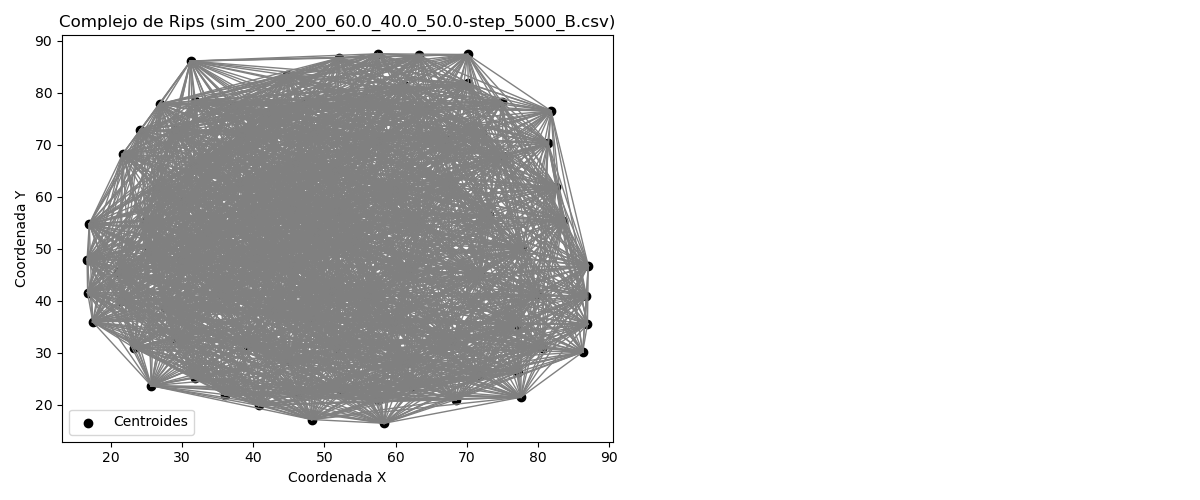 Complejo de Rips (sim_200_200_60.0_40.0_50.0-step_5000_B.csv)
90
80
70
60
50
40
30
20
Coordenada Y
Centroides
20 30 40 50 60 70 80 90
Coordenada X